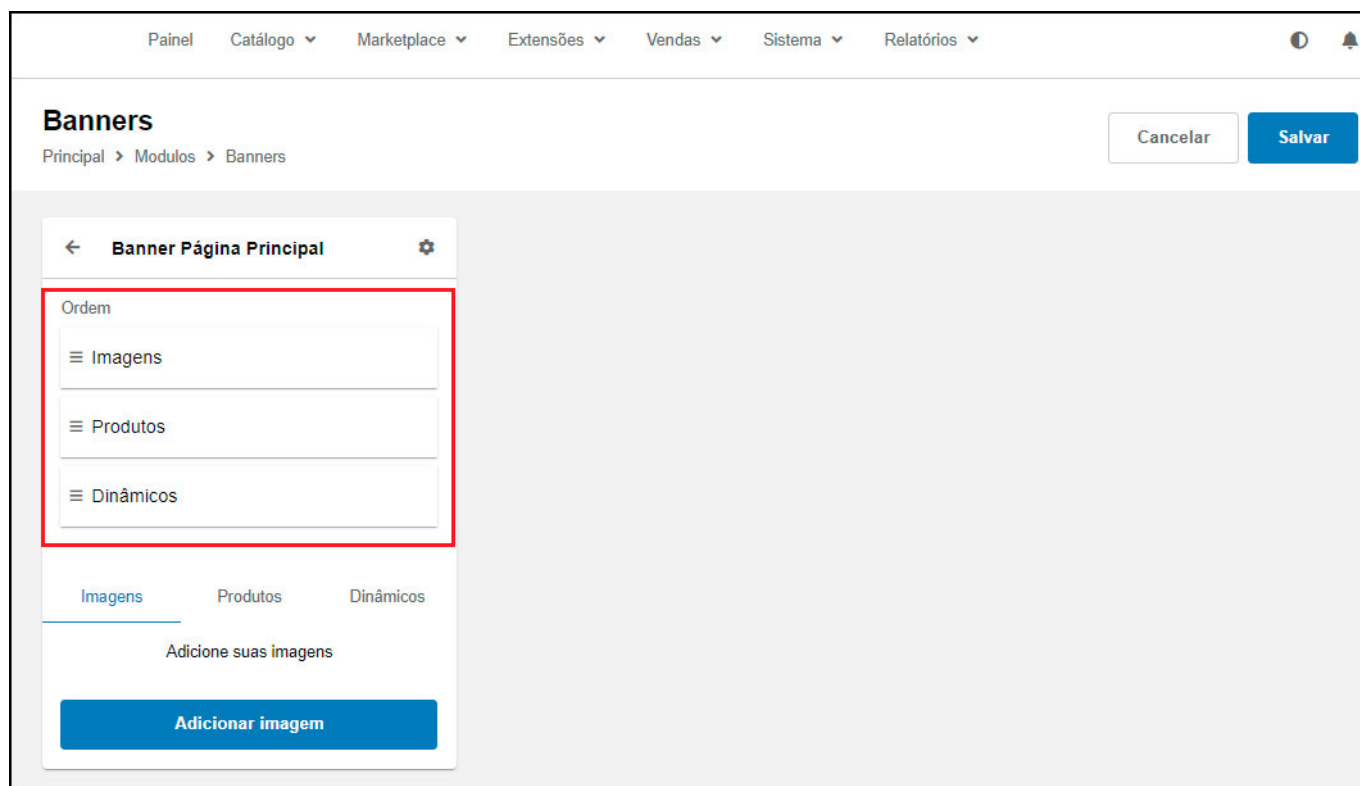 Painel Catálogo Marketplace Extensões Vendas Sistema Relatórios
Banners
Cancelar Salvar
Principal > Modulos > Banners
Banner Página Principal
Ordem
Imagens
Produtos
Dinâmicos
Imagens Produtos Dinâmicos
Adicione suas imagens
Adicionar imagem